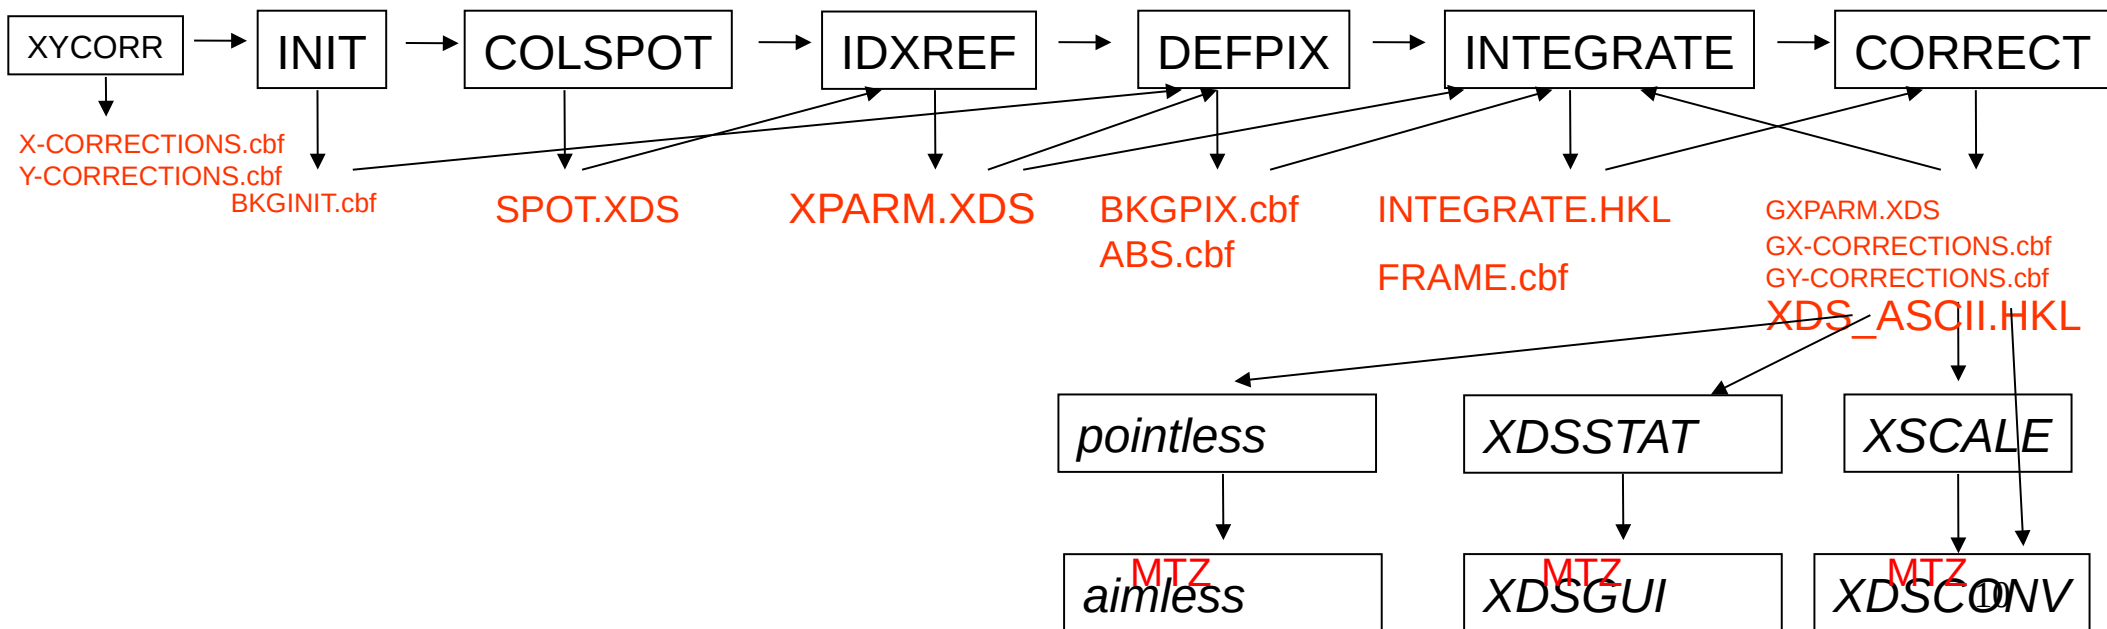 XYCORR
INIT
COLSPOT
IDXREF
DEFPIX
INTEGRATE
CORRECT
X-CORRECTIONS.cbf
Y-CORRECTIONS.cbf
BKGINIT.cbf
SPOT.XDS
XPARM.XDS
BKGPIX.cbf
ABS.cbf
INTEGRATE.HKL
FRAME.cbf
GXPARM.XDS
GX-CORRECTIONS.cbf
GY-CORRECTIONS.cbf
XDS_ASCII.HKL
pointless
XDSSTAT
XSCALE
MTZ
aimless
MTZ
XDSGUI
MTZ
XDSCONV
10